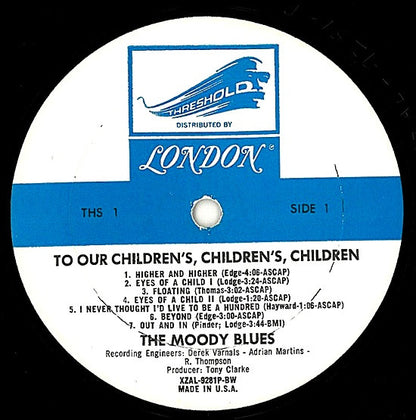 THRESHOLD
DISTRIBUTED BY
LONDON
THS 1
SIDE 1
TO OUR CHILDREN'S, CHILDREN'S, CHILDREN
1. HIGHER AND HIGHER (Edge-4:06-ASCAP)
2. EYES OF A CHILD I (Lodge-3:24-ASCAP)
3. FLOATING (Thomas-3:02-ASCAP)
4. EYES OF A CHILD II (Lodge-1:20-ASCAP)
5. I NEVER THOUGHT I'D LIVE TO BE A HUNDRED (Hayward-1:06-ASCAP)
6. BEYOND (Edge-3:00-ASCAP)
7. OUT AND IN (Pinder; Lodge-3:44-BMI)
THE MOODY BLUES
Recording Engineers: Derek Varnals - Adrian Martins -
R. Thompson
Producer: Tony Clarke
XZAL-9281P-BW
MADE IN U.S.A.